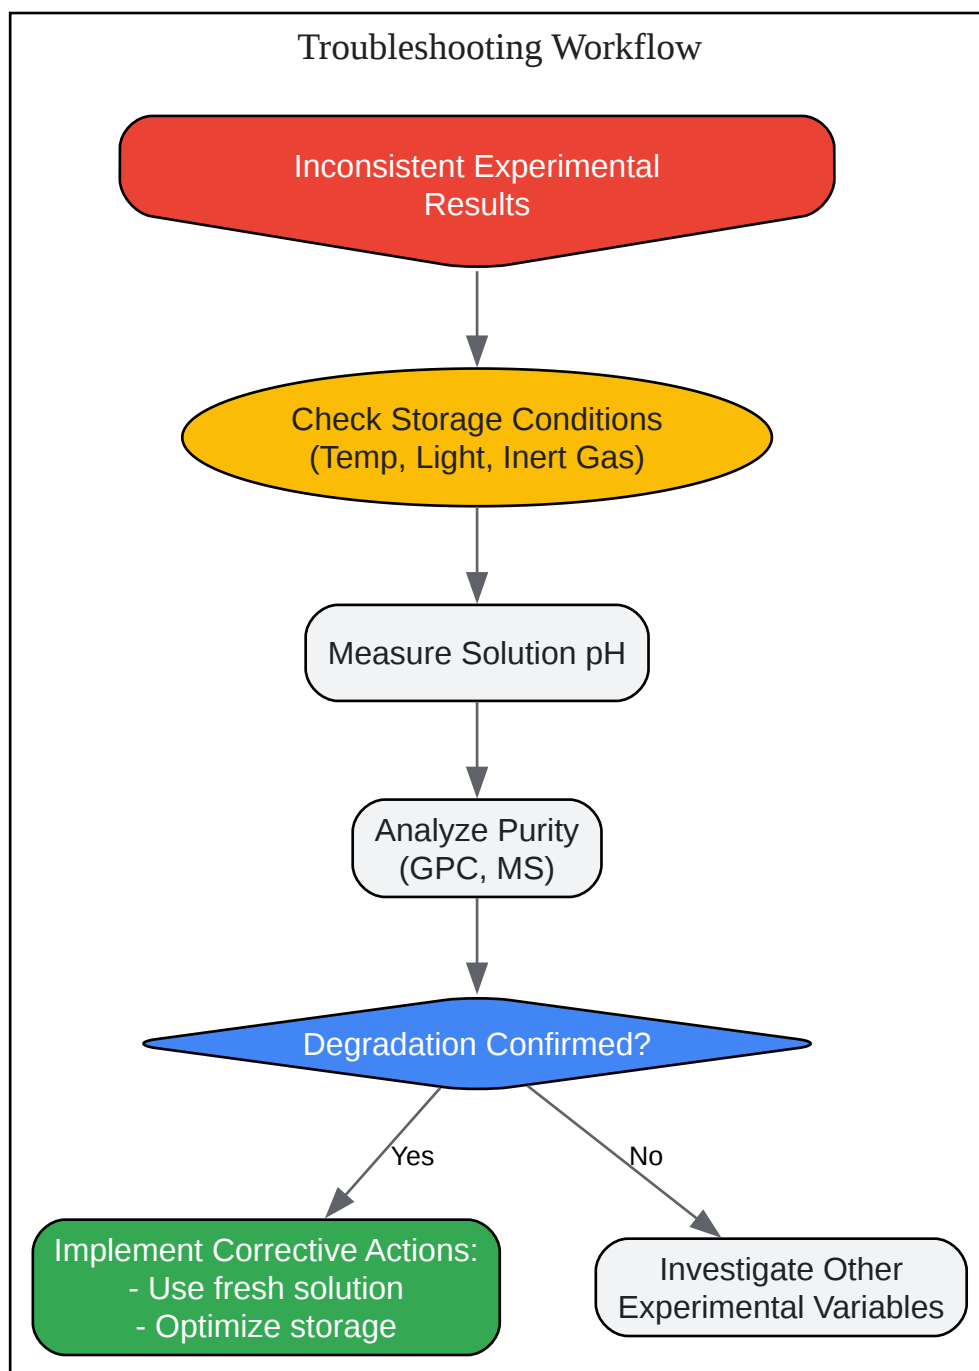 Troubleshooting Workflow
Inconsistent Experimental
Results
Check Storage Conditions
(Temp, Light, Inert Gas)
Measure Solution pH
Analyze Purity
(GPC, MS)
Degradation Confirmed?
Yes
No
Implement Corrective Actions:
- Use fresh solution
- Optimize storage
Investigate Other
Experimental Variables